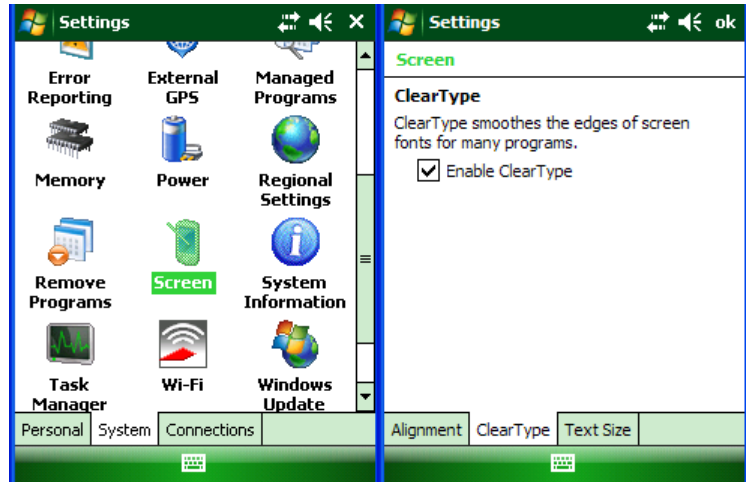 Settings
Error Reporting
External GPS
Managed Programs
Memory
Power
Regional Settings
Remove Programs
Screen
System Information
Task Manager
Wi-Fi
Windows Update
Personal
System
Connections
Settings
ok
Screen
ClearType
ClearType smoothes the edges of screen
fonts for many programs.
Enable ClearType
Alignment
ClearType
Text Size